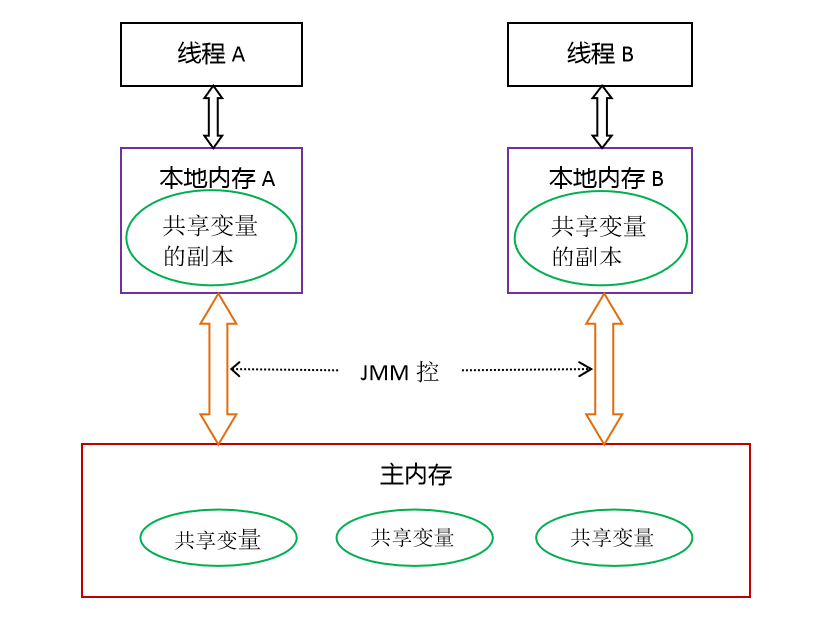 线程 A
线程 B
本地内存 A
本地内存 B
共享变量
的副本
共享变量
的副本
JMM 控
主内存
共享变量
共享变量
共享变量